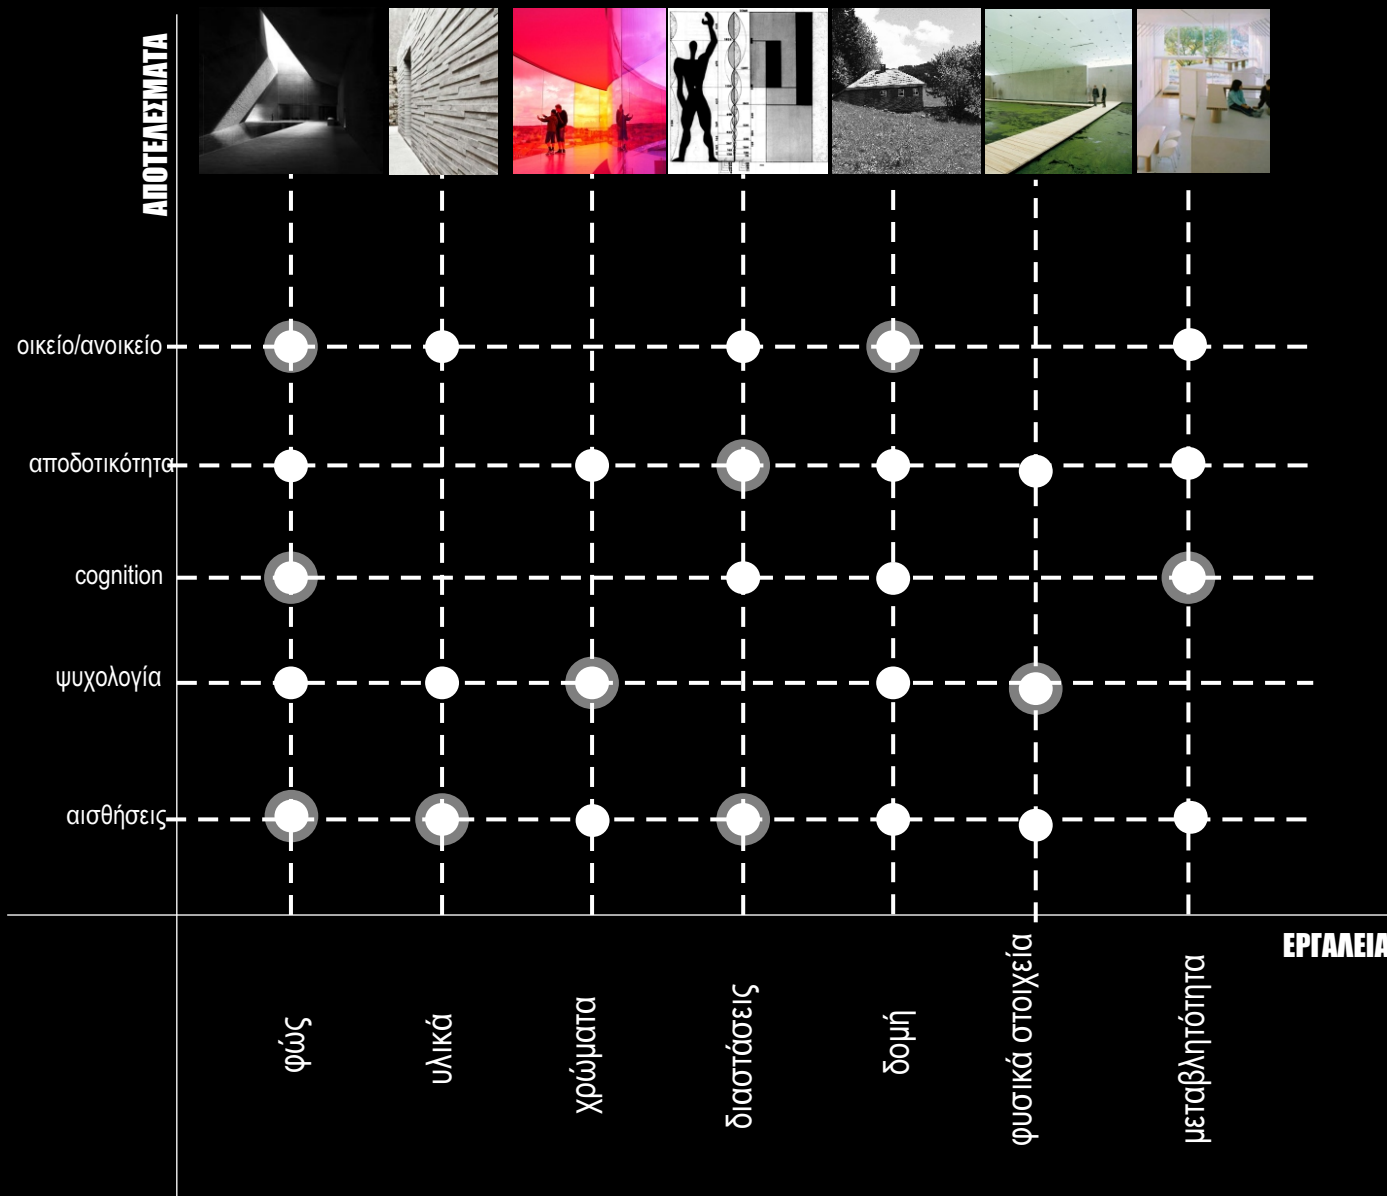 ΑΠΟΤΕΛΕΣΜΑΤΑ
οικείο/ανοικείο
αποδοτικότητα
cognition
ψυχολογία
αισθήσεις
ΕΡΓΑΛΕΙΑ
φώς
υλικά
χρώματα
διαστάσεις
δομή
φυσικά στοιχεία
μεταβλητότητα